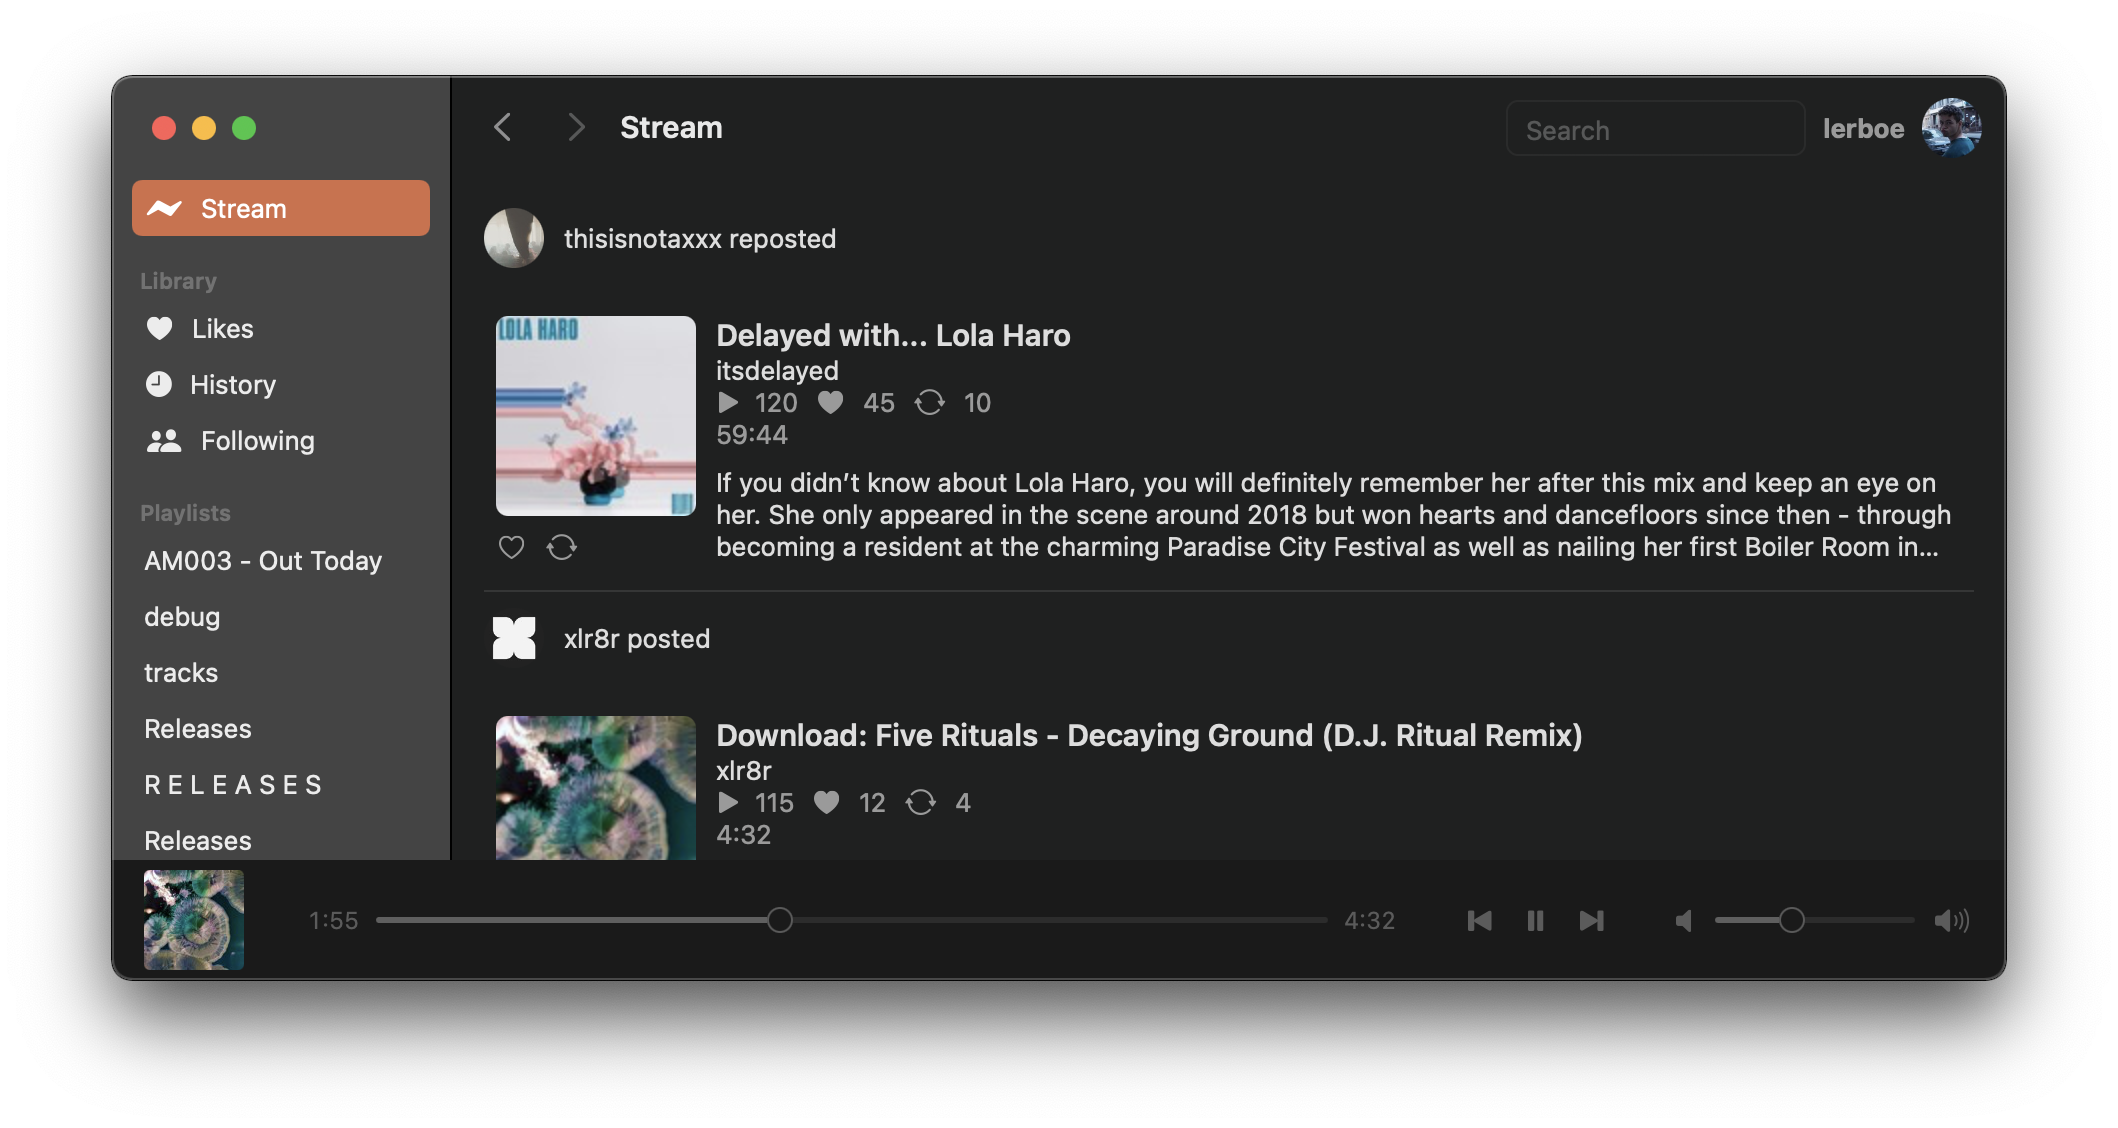 Stream
Search
lerboe
Stream
Library
Likes
History
Following
Playlists
AM003 - Out Today
debug
tracks
Releases
R E L E A S E S
Releases
thisisnotaxxx reposted
LOLA HARO
Delayed with... Lola Haro
itsdelayed
120 45 10
59:44
If you didn’t know about Lola Haro, you will definitely remember her after this mix and keep an eye on
her. She only appeared in the scene around 2018 but won hearts and dancefloors since then - through
becoming a resident at the charming Paradise City Festival as well as nailing her first Boiler Room in...
xlr8r posted
Download: Five Rituals - Decaying Ground (D.J. Ritual Remix)
xlr8r
115 12 4
4:32
1:55
4:32